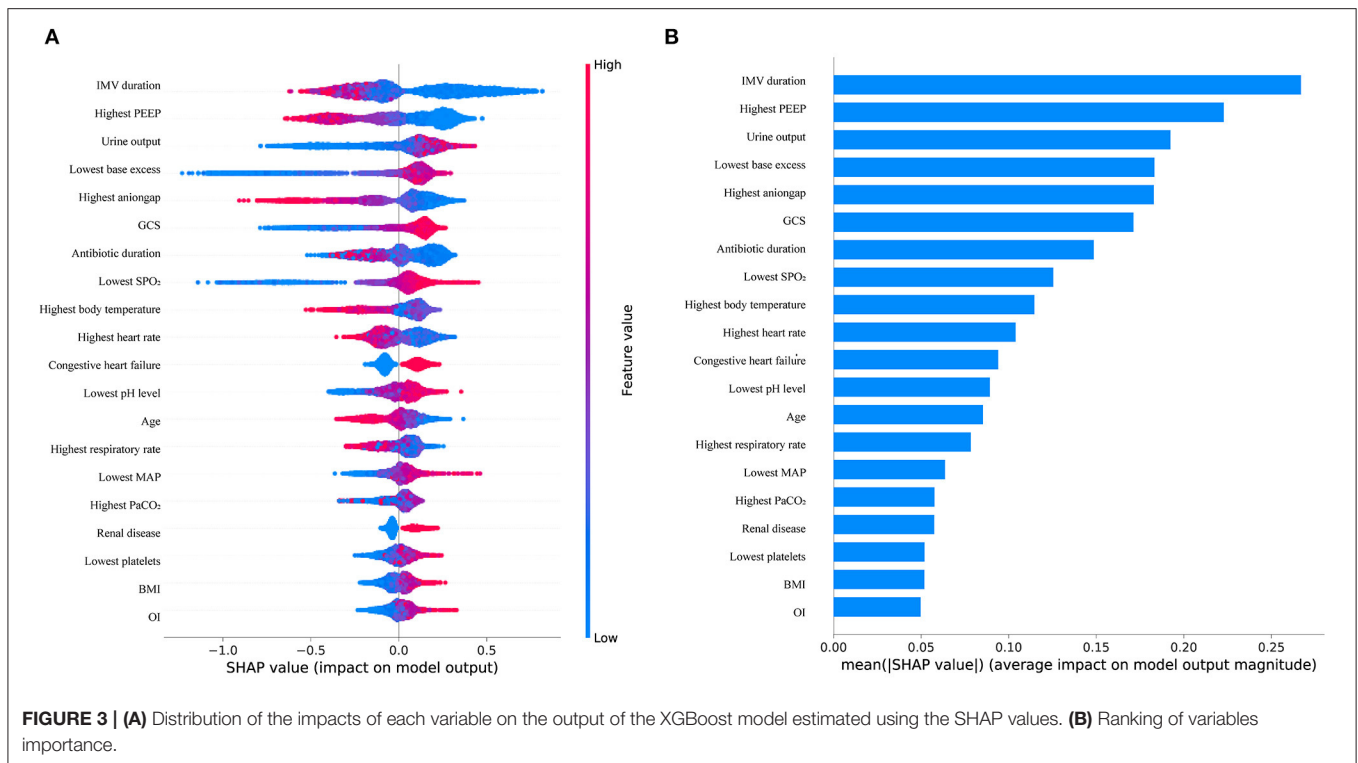 A
B
High
IMV duration
Highest PEEP
Urine output
Lowest base excess
Highest aniongap
GCS
Antibiotic duration
Lowest SPO₂
Highest body temperature
Highest heart rate
Congestive heart failure
Lowest pH level
Age
Highest respiratory rate
Lowest MAP
Highest PaCO₂
Renal disease
Lowest platelets
BMI
OI
Feature value
Low
−1.0 −0.5 0.0 0.5
SHAP value (impact on model output)
IMV duration
Highest PEEP
Urine output
Lowest base excess
Highest aniongap
GCS
Antibiotic duration
Lowest SPO₂
Highest body temperature
Highest heart rate
Congestive heart failure
Lowest pH level
Age
Highest respiratory rate
Lowest MAP
Highest PaCO₂
Renal disease
Lowest platelets
BMI
OI
0.00 0.05 0.10 0.15 0.20 0.25
mean(|SHAP value|) (average impact on model output magnitude)
FIGURE 3 | (A) Distribution of the impacts of each variable on the output of the XGBoost model estimated using the SHAP values. (B) Ranking of variables
importance.